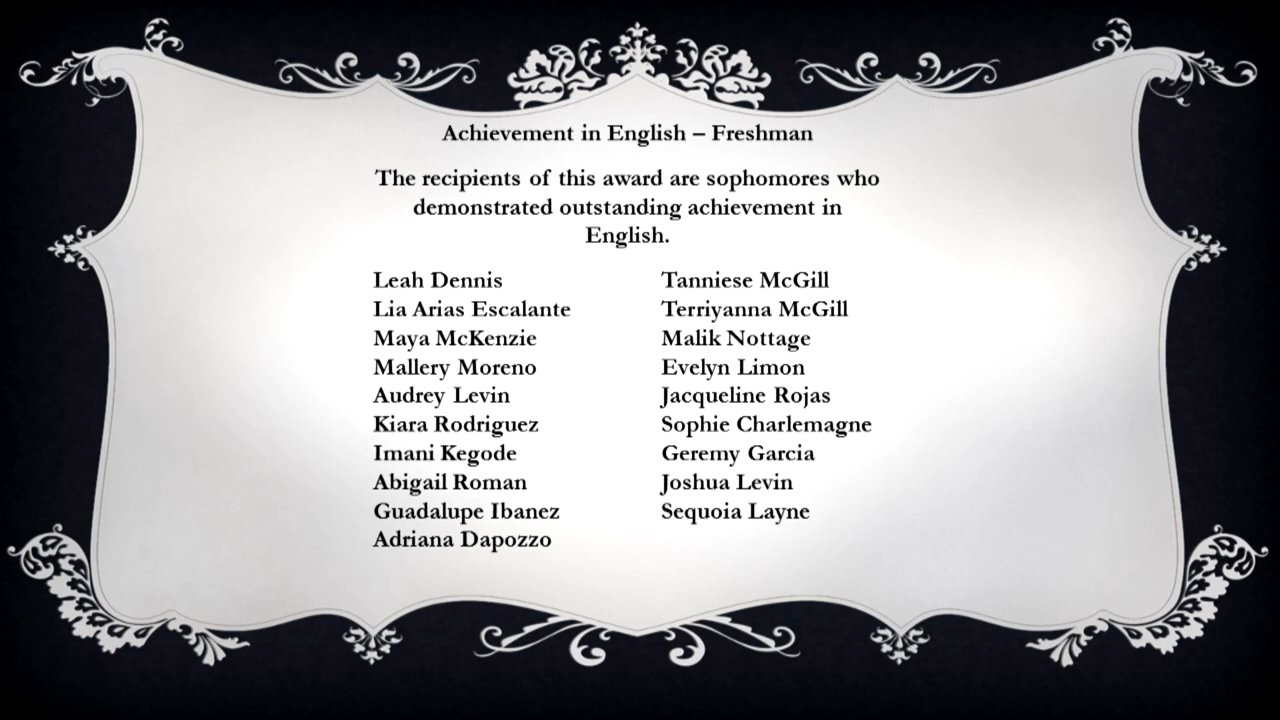 Achievement in English – Freshman
The recipients of this award are sophomores who
demonstrated outstanding achievement in
English.
Leah Dennis
Lia Arias Escalante
Maya McKenzie
Mallery Moreno
Audrey Levin
Kiara Rodriguez
Imani Kegode
Abigail Roman
Guadalupe Ibanez
Adriana Dapozzo
Tanniese McGill
Terriyanna McGill
Malik Nottage
Evelyn Limon
Jacqueline Rojas
Sophie Charlemagne
Geremy Garcia
Joshua Levin
Sequoia Layne